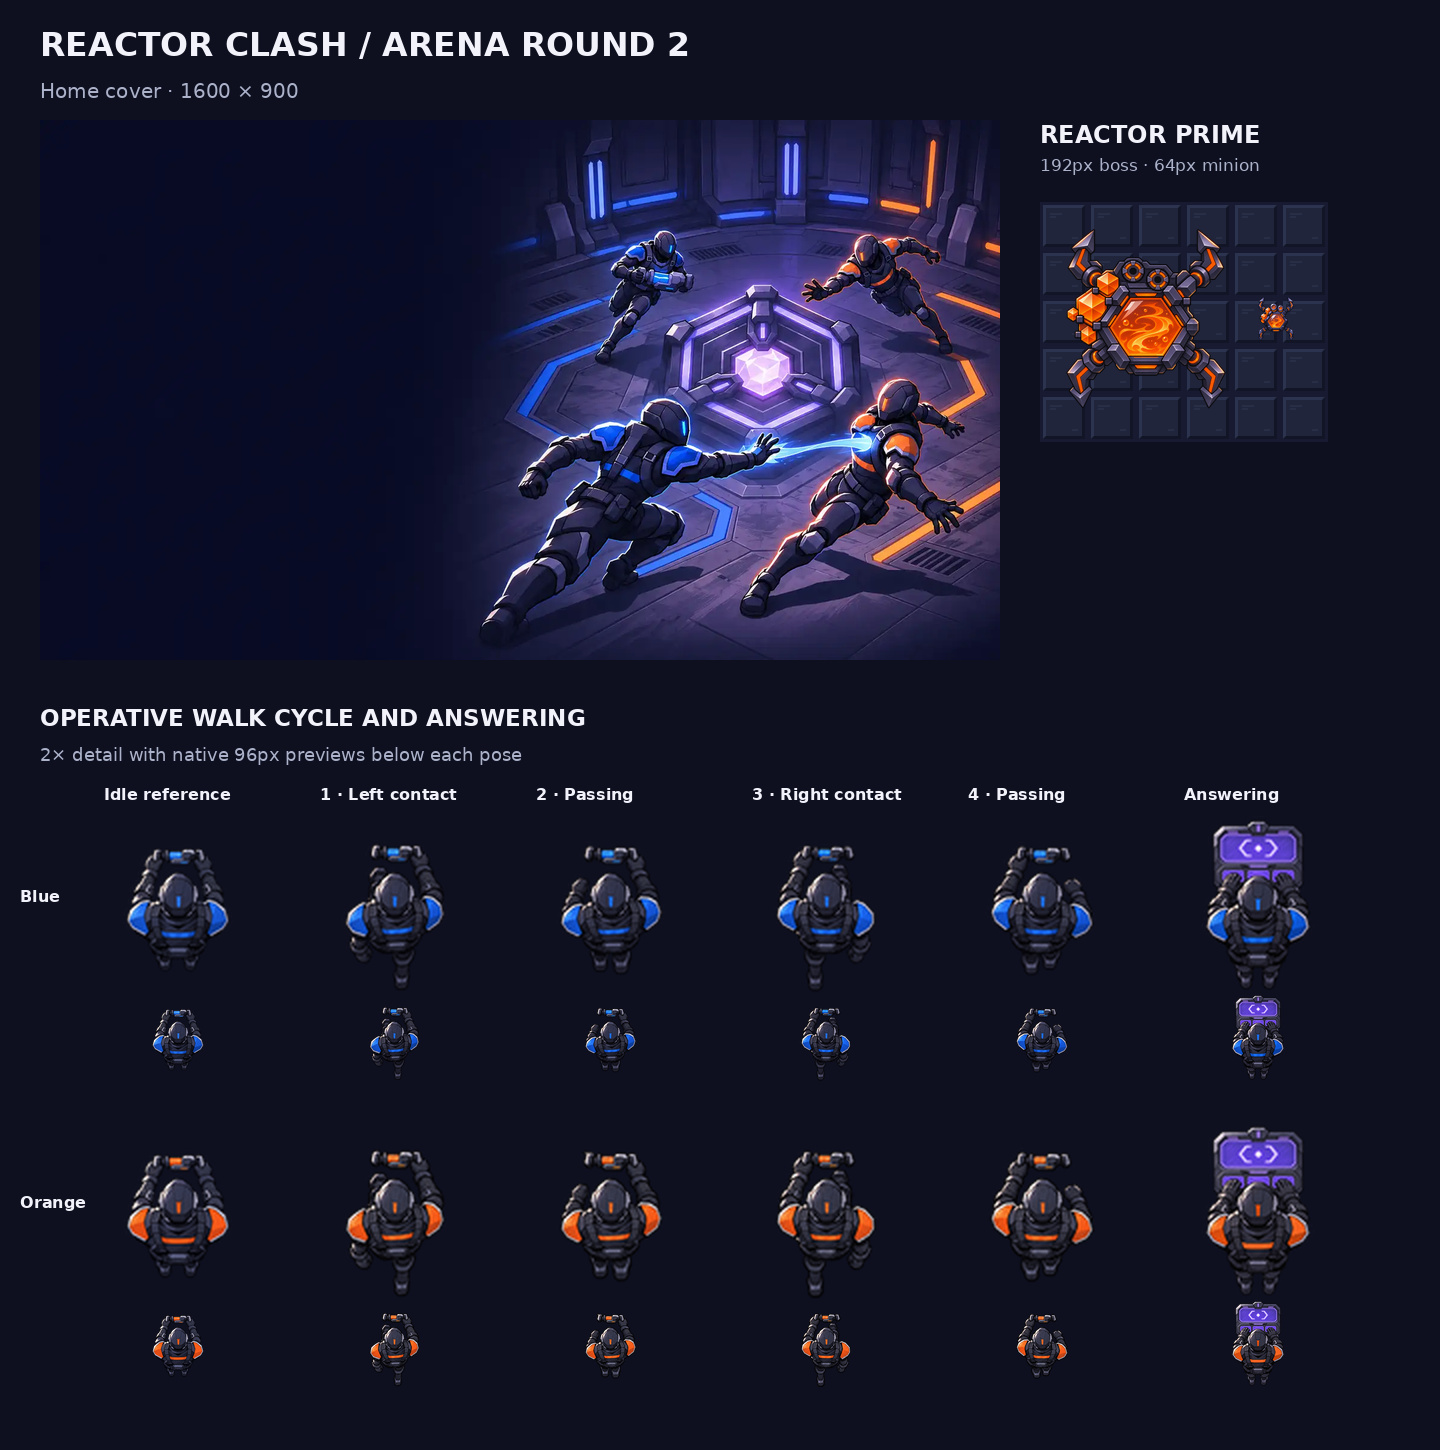 REACTOR CLASH / ARENA ROUND 2
Home cover · 1600 × 900
REACTOR PRIME
192px boss · 64px minion
OPERATIVE WALK CYCLE AND ANSWERING
2× detail with native 96px previews below each pose
Idle reference
1 · Left contact
2 · Passing
3 · Right contact
4 · Passing
Answering
Blue
Orange